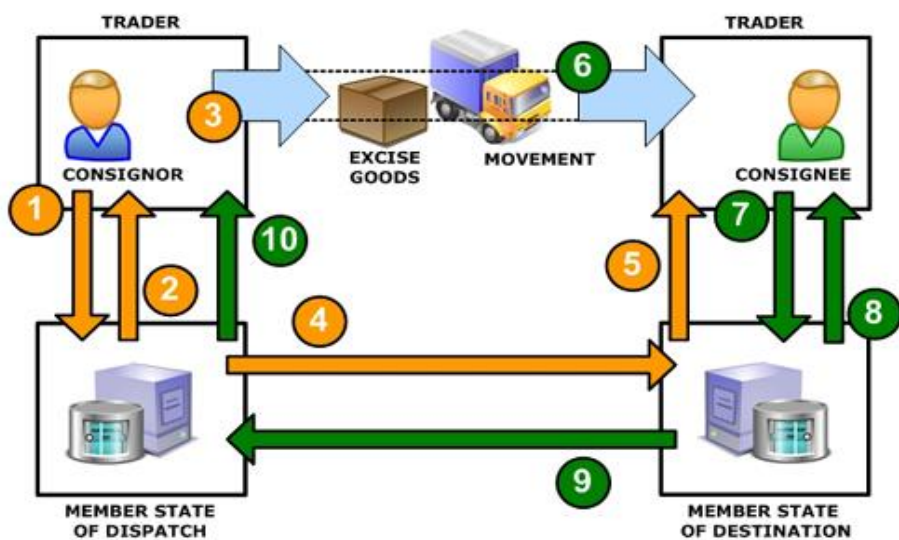 TRADER
TRADER
6
3
EXCISE
GOODS
MOVEMENT
CONSIGNOR
CONSIGNEE
1
7
10
5
2
8
4
9
MEMBER STATE
OF DISPATCH
MEMBER STATE
OF DESTINATION